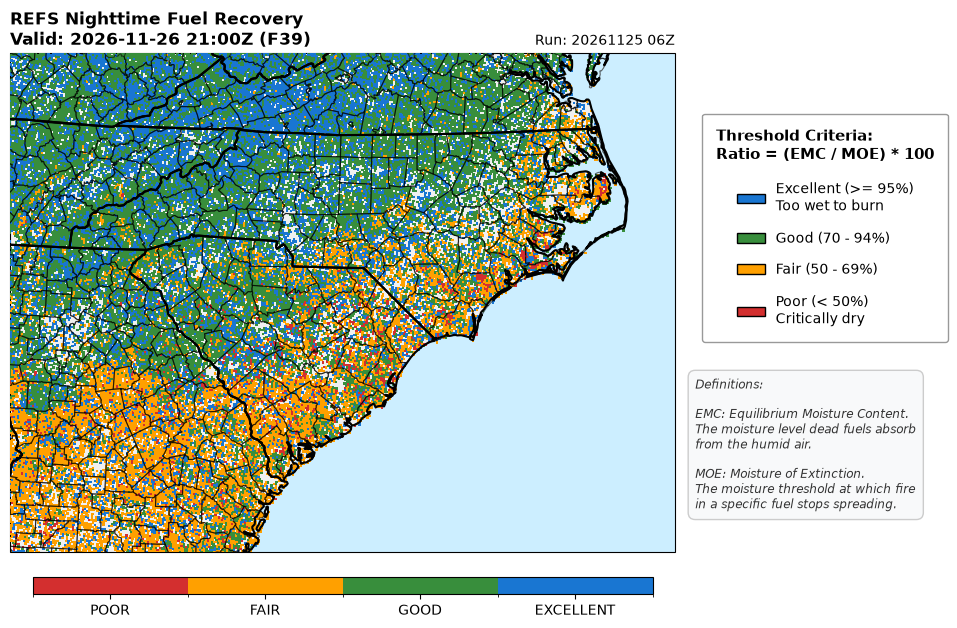 REFS Nighttime Fuel Recovery
Valid: 2026-11-26 21:00Z (F39)
Run: 20261125 06Z
Threshold Criteria:
Ratio = (EMC / MOE) * 100
Excellent (>= 95%)
Too wet to burn
Good (70 - 94%)
Fair (50 - 69%)
Poor (< 50%)
Critically dry
Definitions:
EMC: Equilibrium Moisture Content.
The moisture level dead fuels absorb
from the humid air.
MOE: Moisture of Extinction.
The moisture threshold at which fire
in a specific fuel stops spreading.
POOR FAIR GOOD EXCELLENT